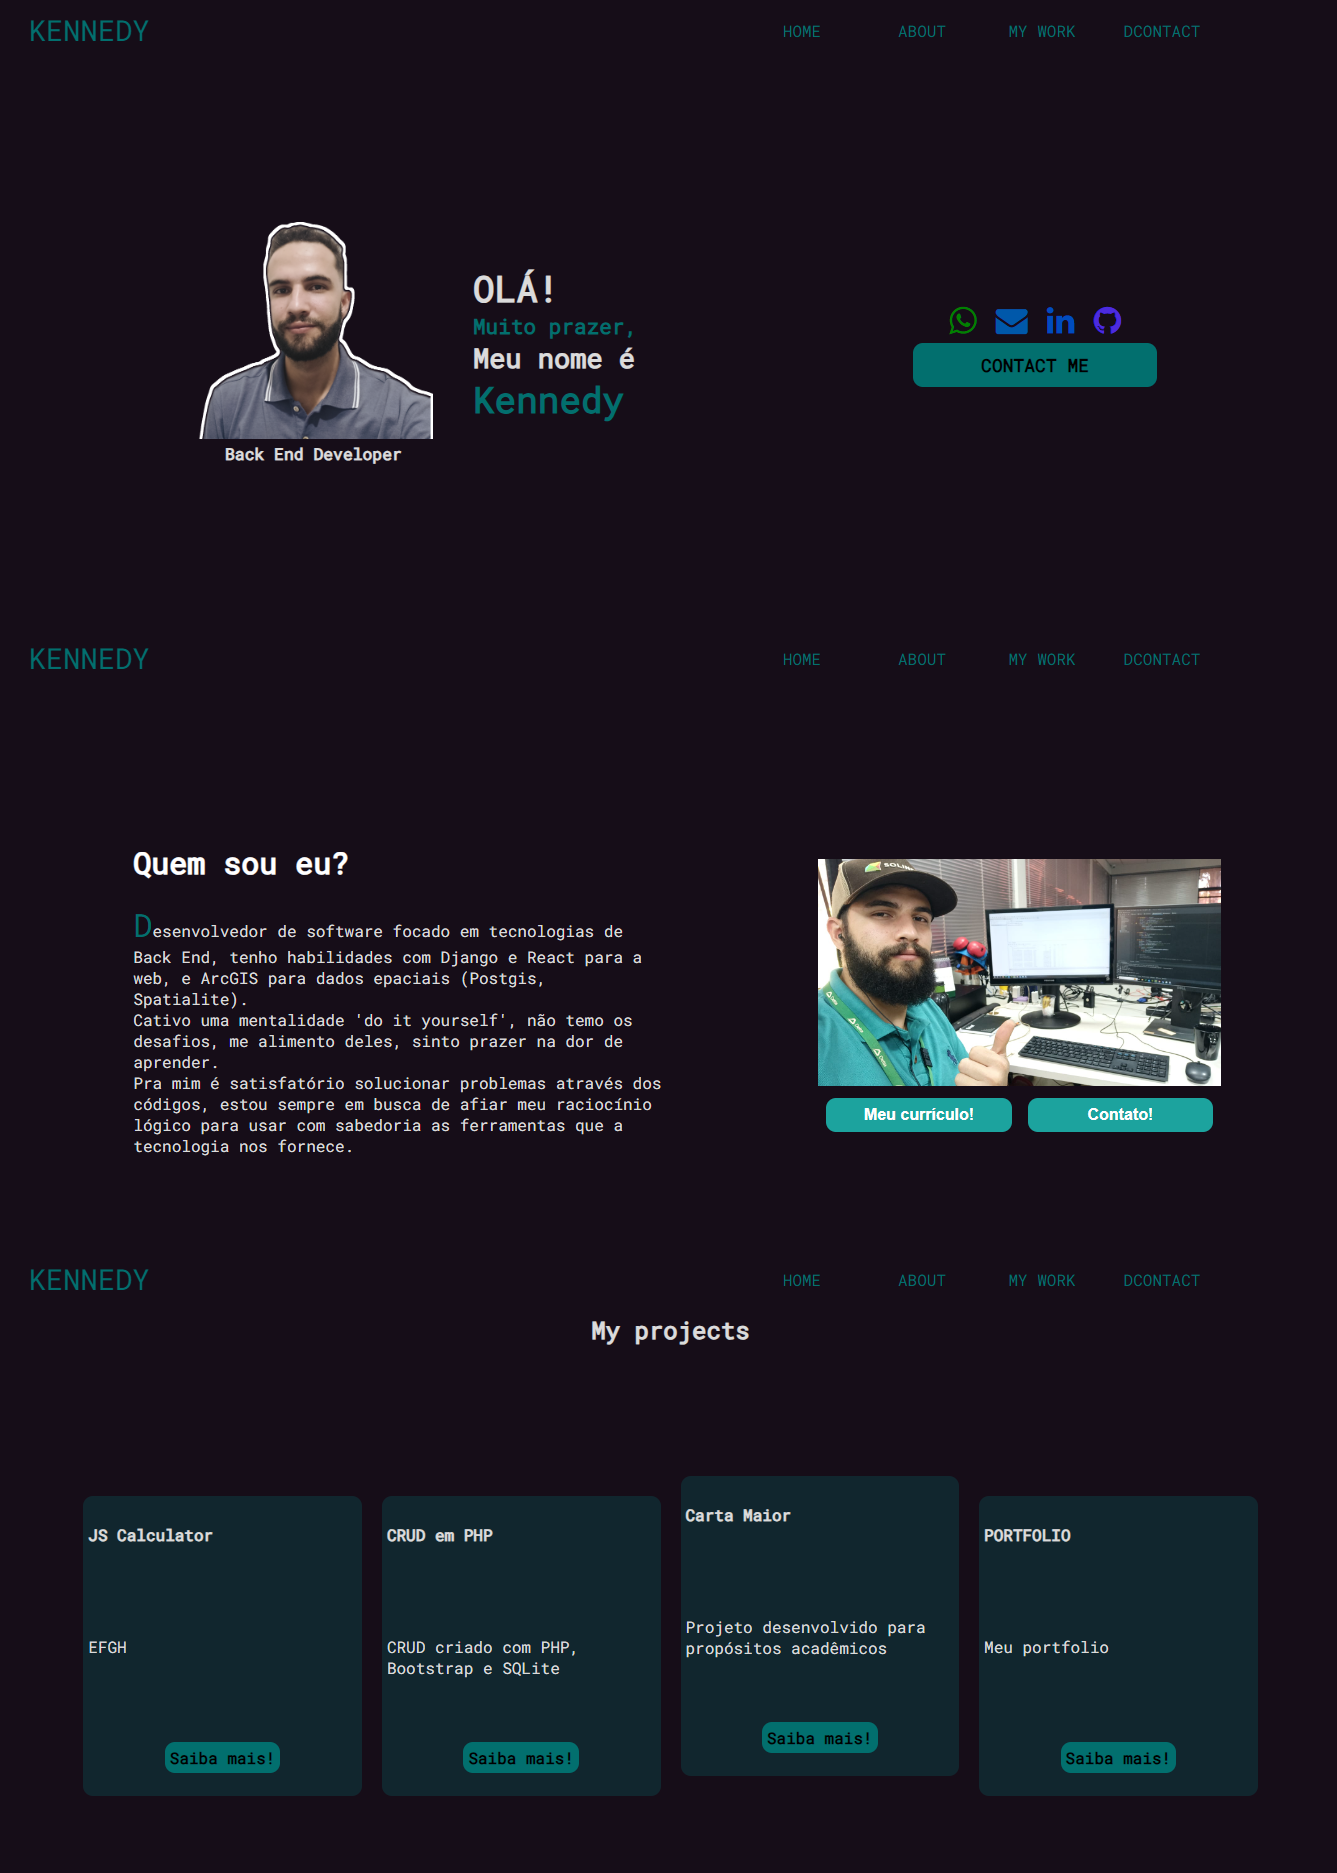 KENNEDY
HOME ABOUT MY WORK DCONTACT
OLÁ!
Muito prazer,
Meu nome é
Kennedy
Back End Developer
CONTACT ME
KENNEDY
HOME ABOUT MY WORK DCONTACT
Quem sou eu?
Desenvolvedor de software focado em tecnologias de
Back End, tenho habilidades com Django e React para a
web, e ArcGIS para dados epaciais (Postgis,
Spatialite).
Cativo uma mentalidade 'do it yourself', não temo os
desafios, me alimento deles, sinto prazer na dor de
aprender.
Pra mim é satisfatório solucionar problemas através dos
códigos, estou sempre em busca de afiar meu raciocínio
lógico para usar com sabedoria as ferramentas que a
tecnologia nos fornece.
Meu currículo! Contato!
KENNEDY
HOME ABOUT MY WORK DCONTACT
My projects
JS Calculator
EFGH
Saiba mais!
CRUD em PHP
CRUD criado com PHP,
Bootstrap e SQLite
Saiba mais!
Carta Maior
Projeto desenvolvido para
propósitos acadêmicos
Saiba mais!
PORTFOLIO
Meu portfolio
Saiba mais!